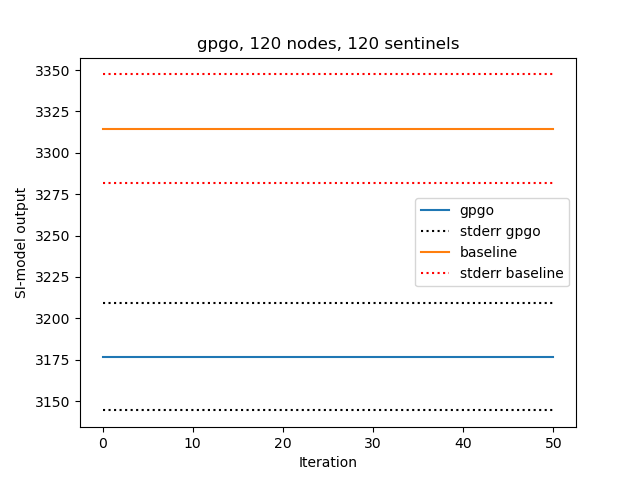 gpgo, 120 nodes, 120 sentinels
SI-model output
3350
3325
3300
3275
3250
3225
3200
3175
3150
gpgo
stderr gpgo
baseline
stderr baseline
0 10 20 30 40 50
Iteration